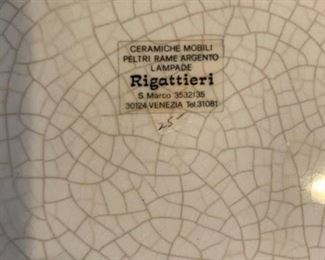 CERAMICHE MOBILI
PELTRI RAME ARGENTO
LAMPADE
Rigattieri
S. Marco 3532/35
30124 VENEZIA Tel.31081
25-